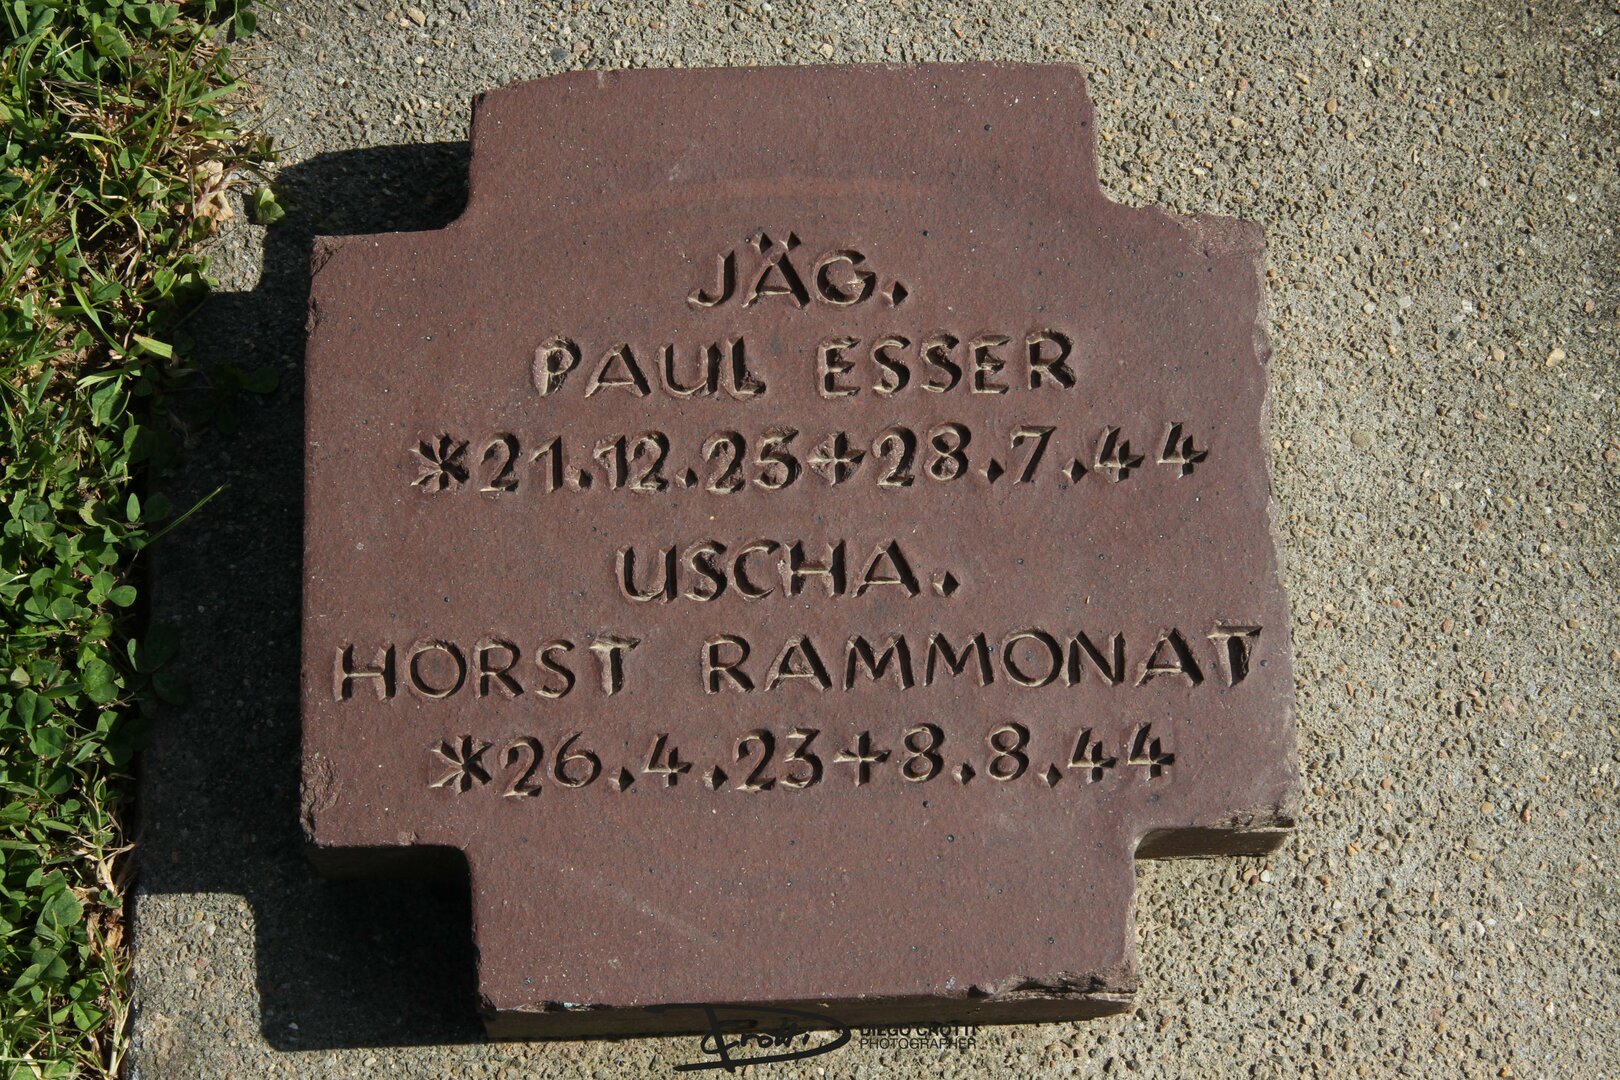 JÄG.
PAUL ESSER
*21.12.25+28.7.44
USCHA.
HORST RAMMONAT
*26.4.23+8.8.44
Crotti
DIEGO CROTTI
PHOTOGRAPHER